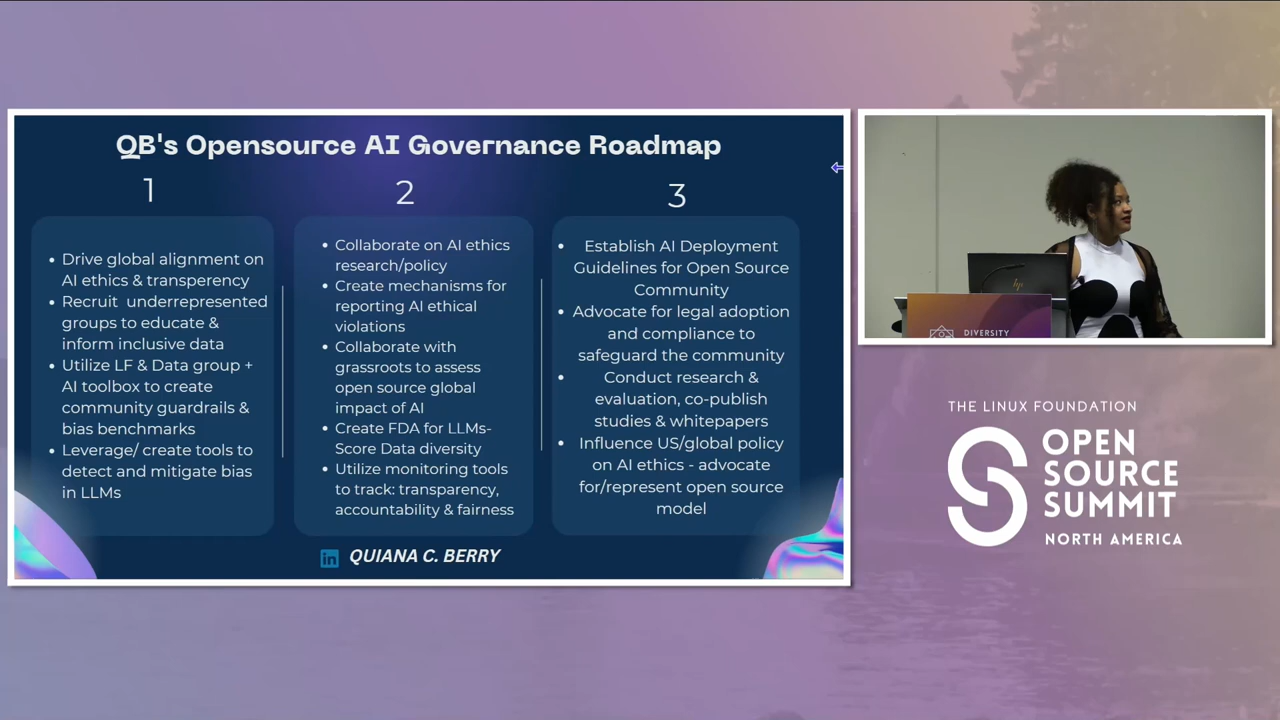 QB's Opensource AI Governance Roadmap
1
Drive global alignment on
AI ethics & transperency
Recruit underrepresented
groups to educate &
inform inclusive data
Utilize LF & Data group +
AI toolbox to create
community guardrails &
bias benchmarks
Leverage/ create tools to
detect and mitigate bias
in LLMs
2
Collaborate on AI ethics
research/policy
Create mechanisms for
reporting AI ethical
violations
Collaborate with
grassroots to assess
open source global
impact of AI
Create FDA for LLMs-
Score Data diversity
Utilize monitoring tools
to track: transparency,
accountability & fairness
3
Establish AI Deployment
Guidelines for Open Source
Community
Advocate for legal adoption
and compliance to
safeguard the community
Conduct research &
evaluation, co-publish
studies & whitepapers
Influence US/global policy
on AI ethics - advocate
for/represent open source
model
in QUIANA C. BERRY
hp
DIVERSITY
THE LINUX FOUNDATION
OPEN
SOURCE
SUMMIT
NORTH AMERICA